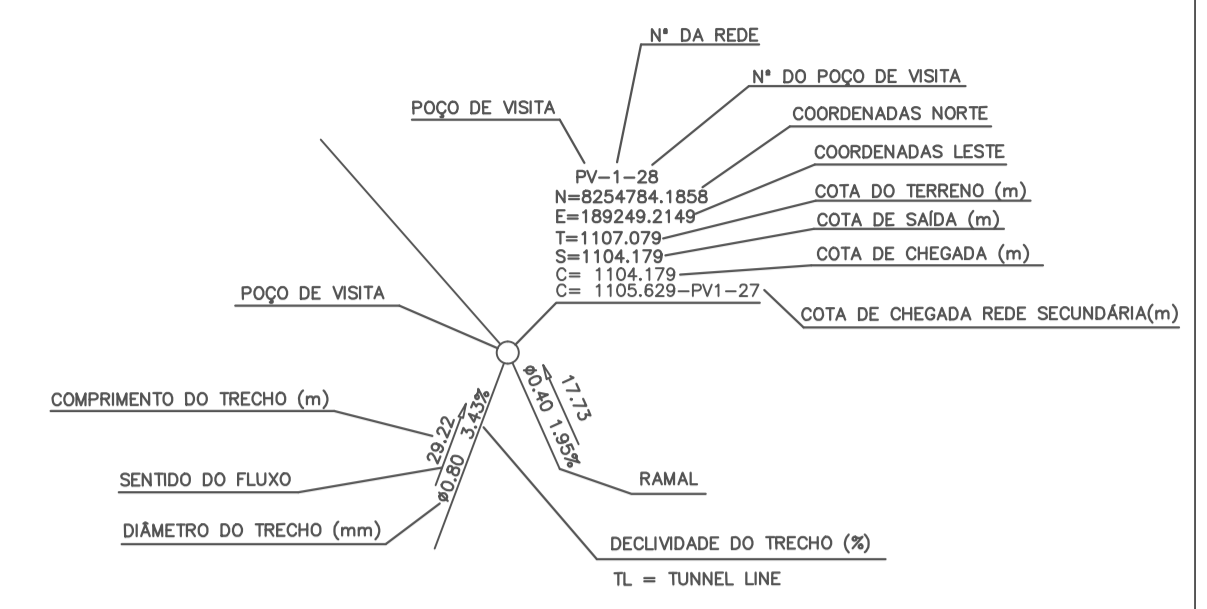 Nº DA REDE
Nº DO POÇO DE VISITA
POÇO DE VISITA
COORDENADAS NORTE
COORDENADAS LESTE
PV-1-28
N=8254784.1858
COTA DO TERRENO (m)
E=189249.2149
COTA DE SAÍDA (m)
T=1107.079
S=1104.179
COTA DE CHEGADA (m)
C= 1104.179
C= 1105.629-PV1-27
POÇO DE VISITA
COTA DE CHEGADA REDE SECUNDÁRIA(m)
17.73
ø0.40 1.95%
COMPRIMENTO DO TRECHO (m)
29.22
ø0.80 3.43%
SENTIDO DO FLUXO
RAMAL
DIÂMETRO DO TRECHO (mm)
DECLIVIDADE DO TRECHO (%)
TL = TUNNEL LINE